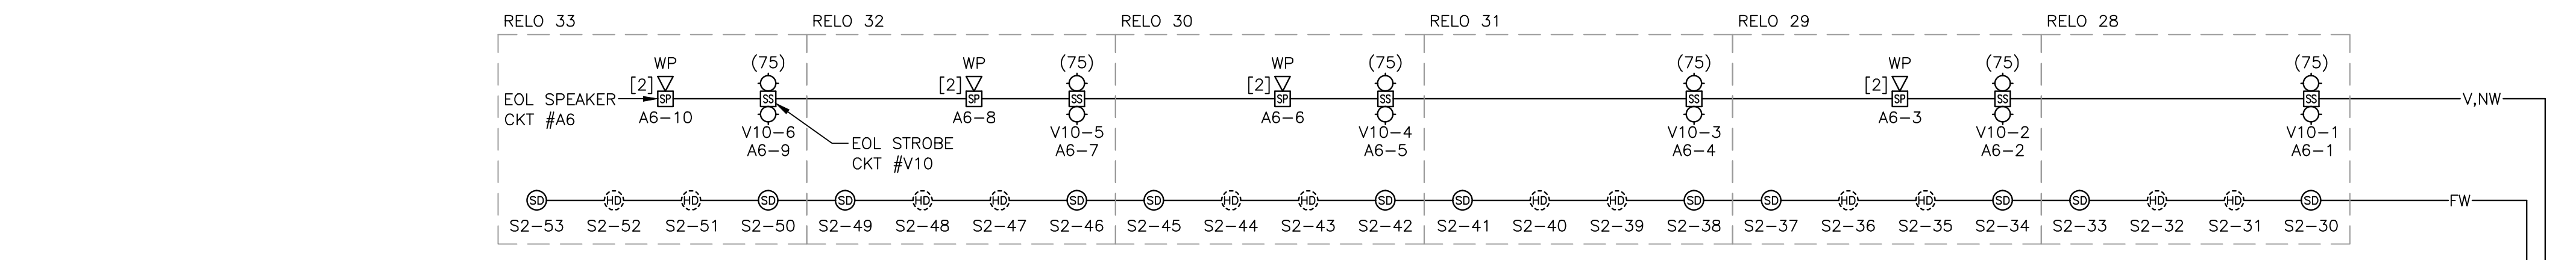 RELO 33 RELO 32 RELO 30 RELO 31 RELO 29 RELO 28
WP (75) WP (75) WP (75) (75) WP (75) (75)
[2] [2] [2] [2]
EOL SPEAKER SP SS SP SS SP SS SS SP SS SS V,NW
CKT #A6 A6-10 A6-8 A6-6 A6-3
V10-6 V10-5 V10-4 V10-3 V10-2 V10-1
A6-9 A6-7 A6-5 A6-4 A6-2 A6-1
EOL STROBE
CKT #V10
SD HD HD SD SD HD HD SD SD HD HD SD SD HD HD SD SD HD HD SD SD HD HD SD FW
S2-53 S2-52 S2-51 S2-50 S2-49 S2-48 S2-47 S2-46 S2-45 S2-44 S2-43 S2-42 S2-41 S2-40 S2-39 S2-38 S2-37 S2-36 S2-35 S2-34 S2-33 S2-32 S2-31 S2-30